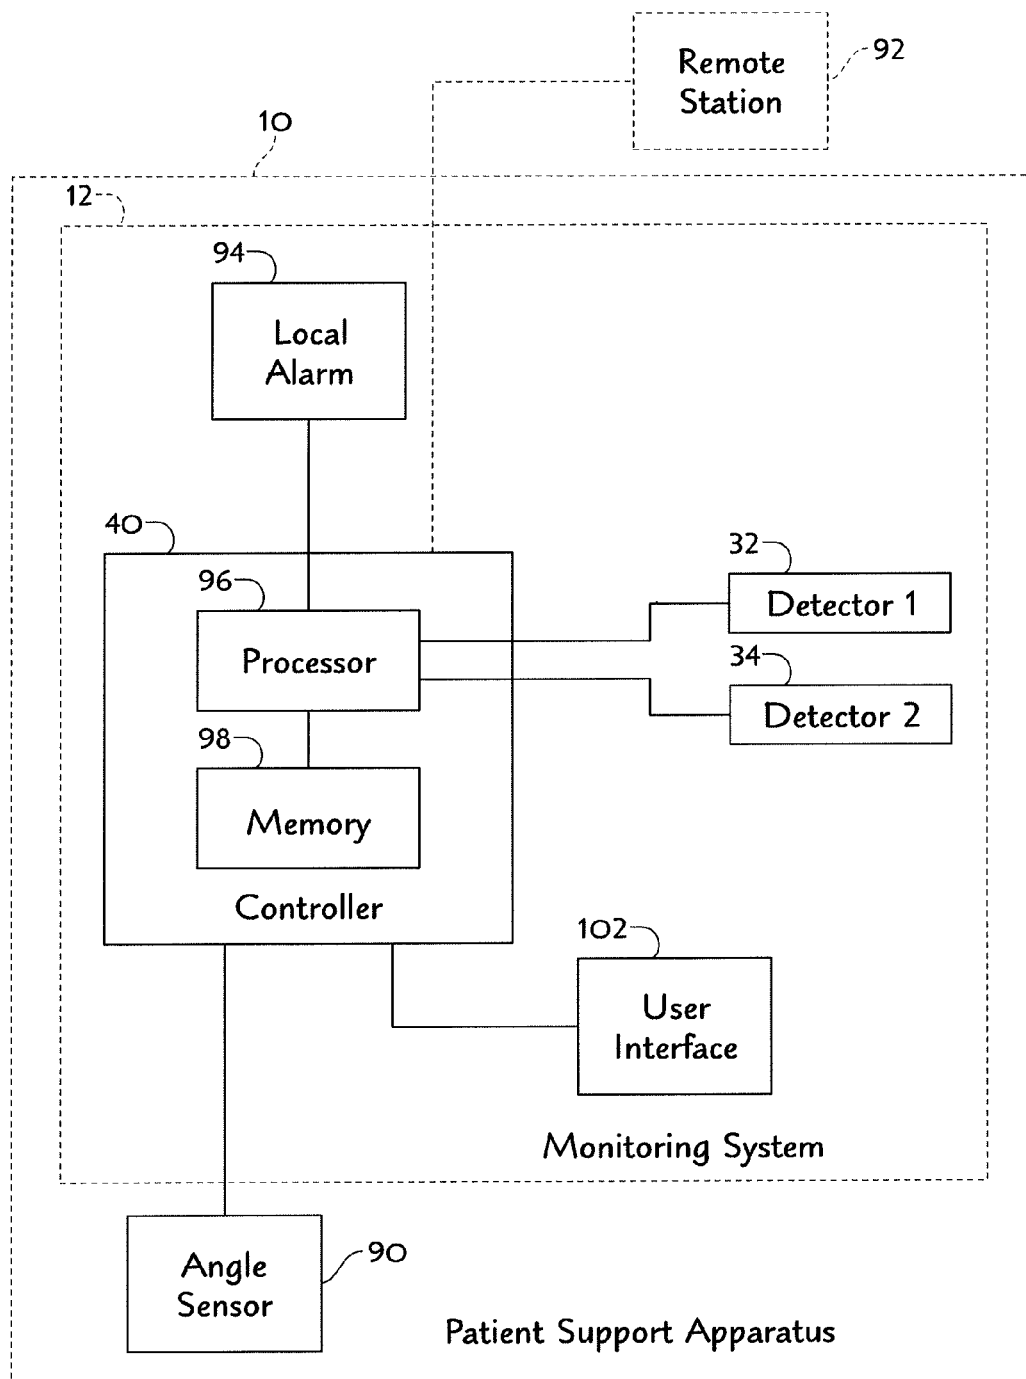 Remote
Station
92
10
12
94
Local
Alarm
40
96
Processor
32
Detector 1
34
Detector 2
98
Memory
Controller
102
User
Interface
Monitoring System
Angle
Sensor
90
Patient Support Apparatus